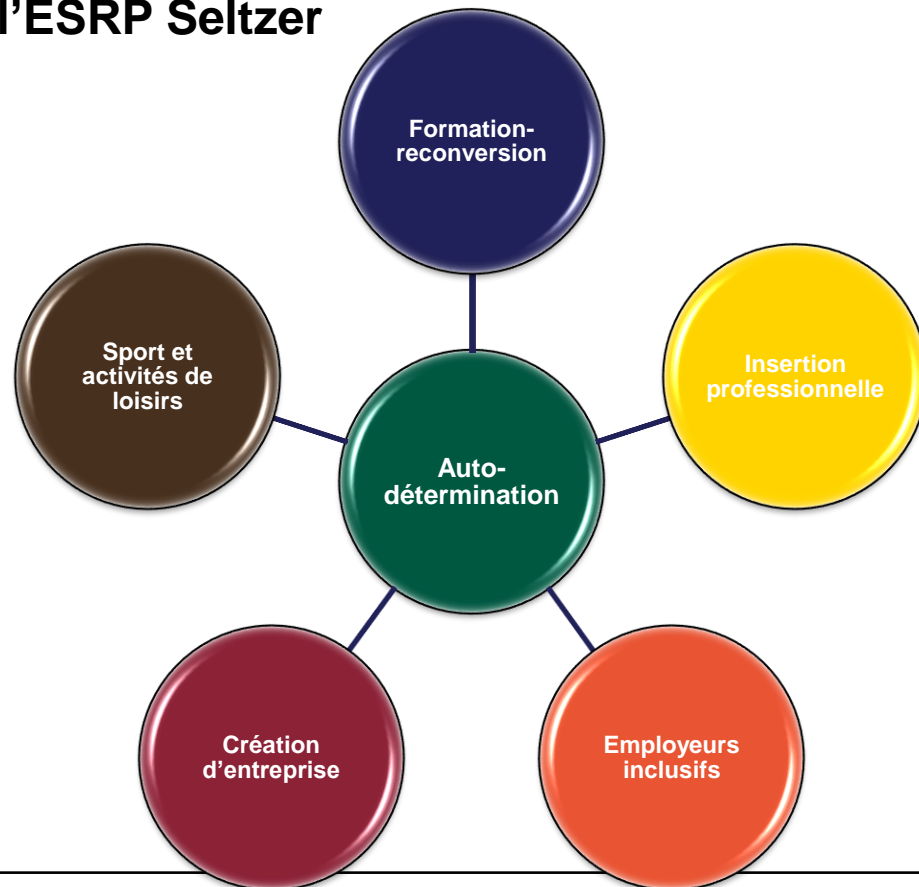 l’ESRP Seltzer
Formation-
reconversion
Sport et
activités de
loisirs
Insertion
professionnelle
Auto-
détermination
Création
d’entreprise
Employeurs
inclusifs